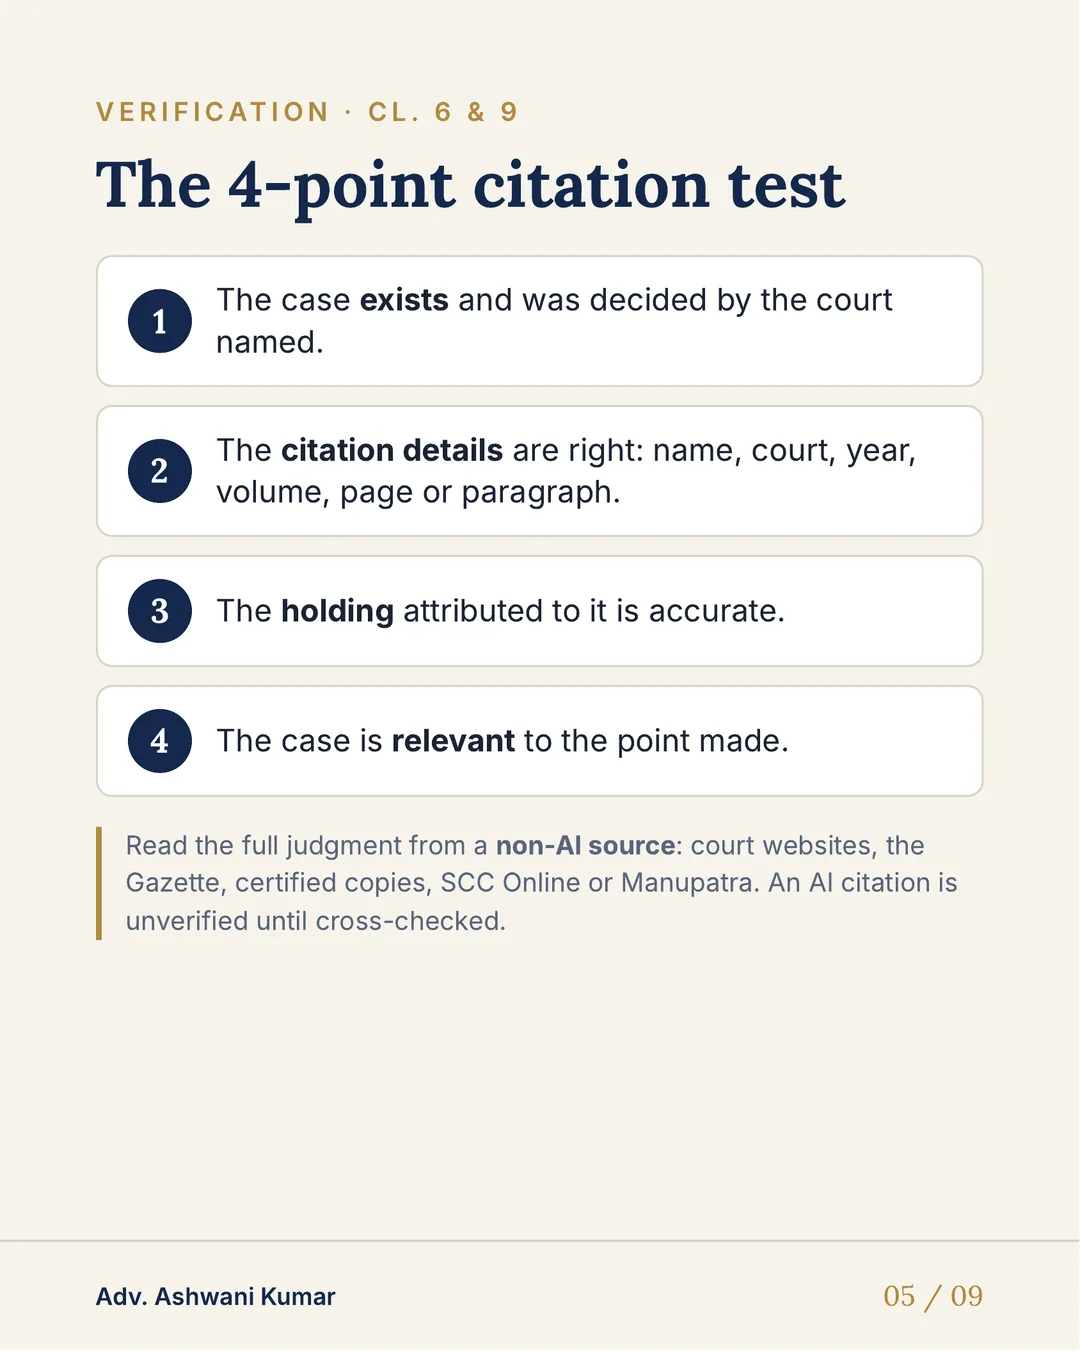 VERIFICATION · CL. 6 & 9
The 4-point citation test
1
The case exists and was decided by the court
named.
2
The citation details are right: name, court, year,
volume, page or paragraph.
3
The holding attributed to it is accurate.
4
The case is relevant to the point made.
Read the full judgment from a non-AI source: court websites, the
Gazette, certified copies, SCC Online or Manupatra. An AI citation is
unverified until cross-checked.
Adv. Ashwani Kumar
05 / 09